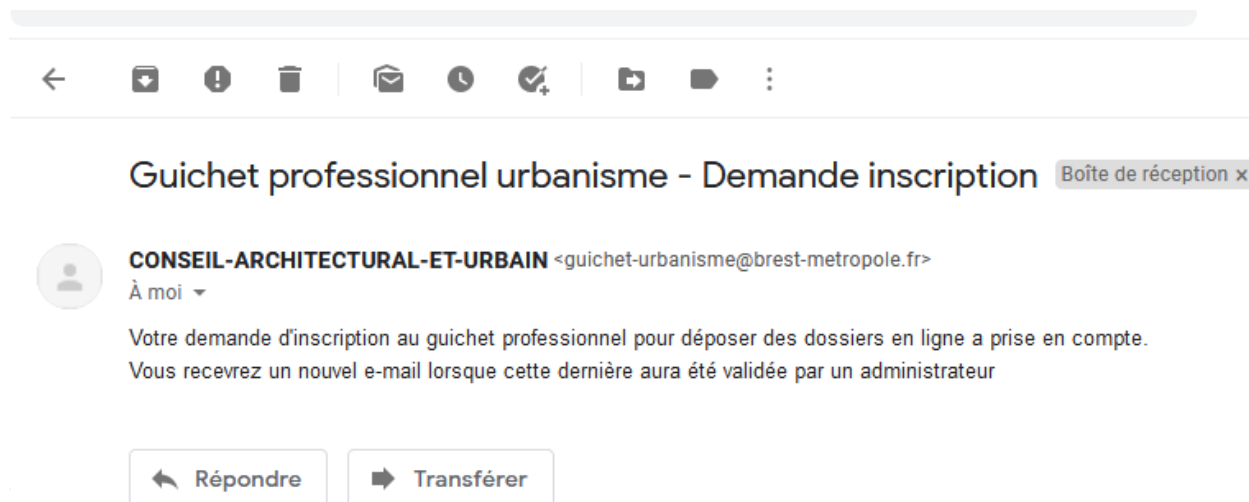 Guichet professionnel urbanisme - Demande inscription Boîte de réception ×
CONSEIL-ARCHITECTURAL-ET-URBAIN <guichet-urbanisme@brest-metropole.fr>
À moi
Votre demande d'inscription au guichet professionnel pour déposer des dossiers en ligne a prise en compte.
Vous recevrez un nouvel e-mail lorsque cette dernière aura été validée par un administrateur
Répondre Transférer